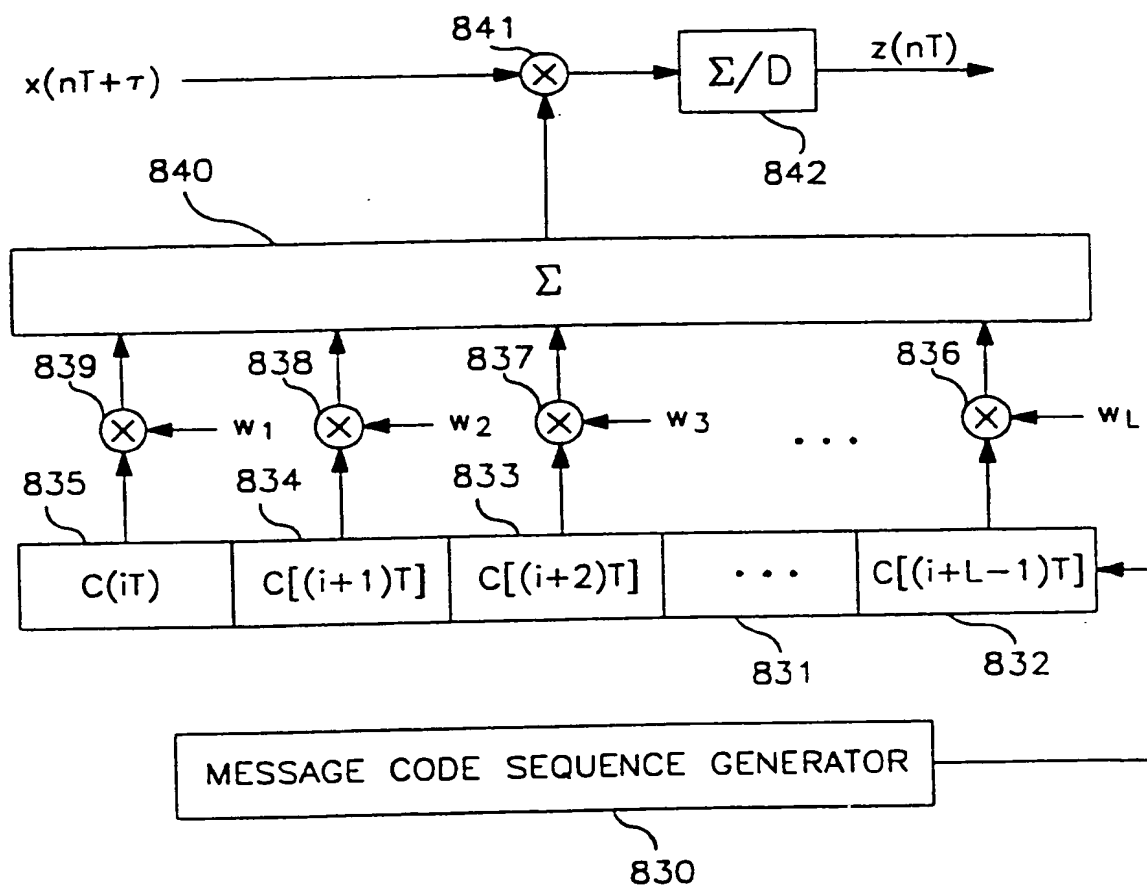 841
x(nT+τ)
Σ/D
z(nT)
842
840
Σ
839
838
837
836
w1
w2
w3
...
wL
835
834
833
C(iT)
C[(i+1)T]
C[(i+2)T]
...
C[(i+L-1)T]
831
832
MESSAGE CODE SEQUENCE GENERATOR
830